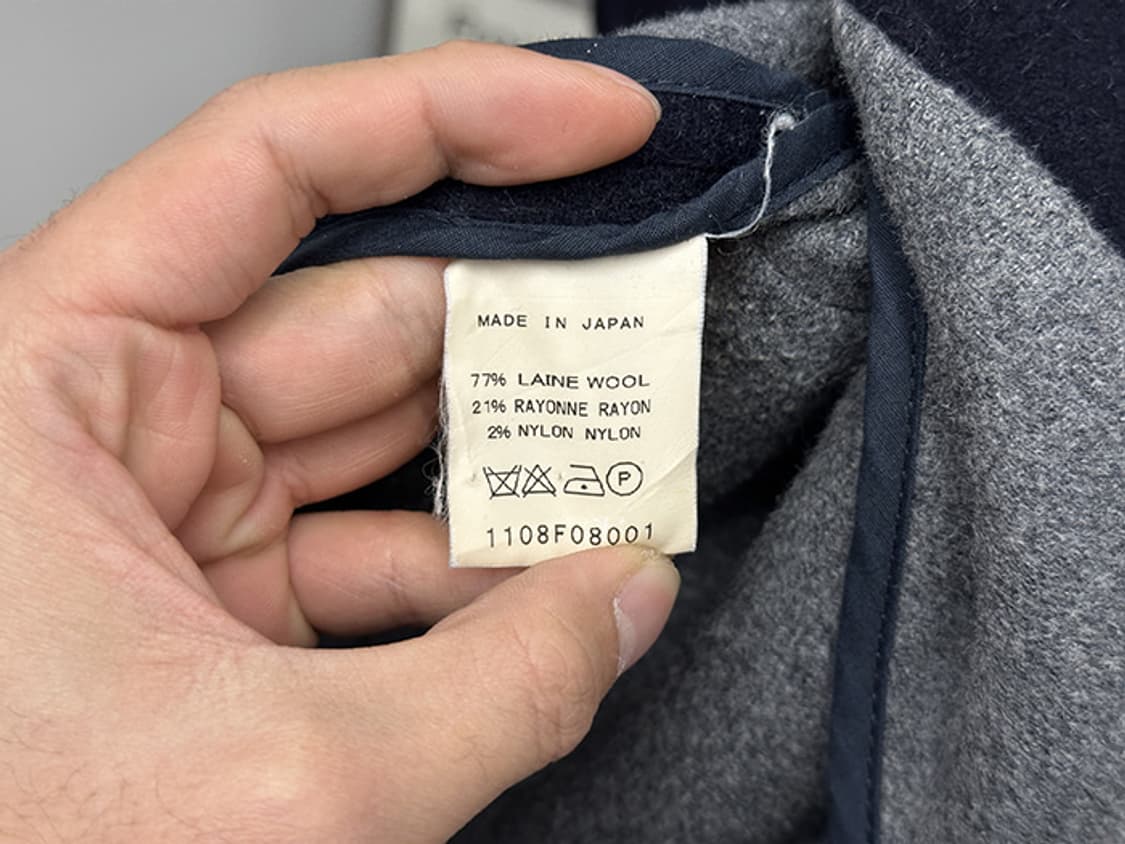 MADE IN JAPAN
77% LAINE WOOL
21% RAYONNE RAYON
2% NYLON NYLON
P
1108F08001